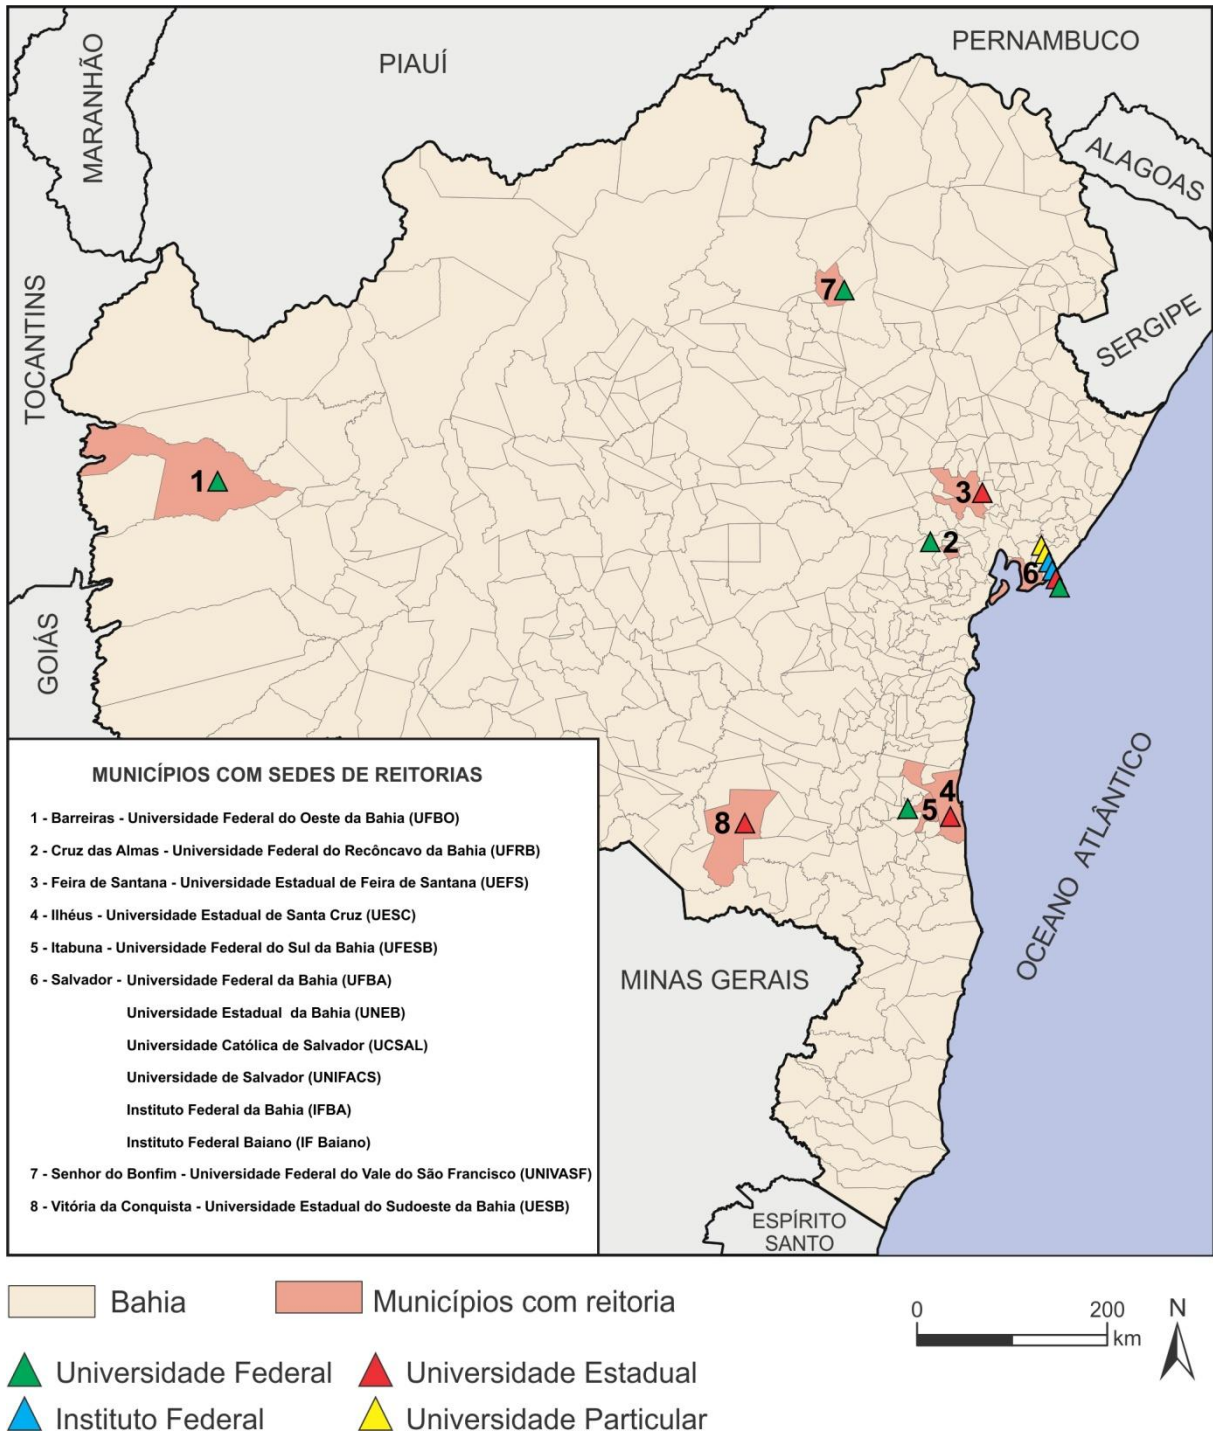 MARANHÃO
PIAUÍ
PERNAMBUCO
ALAGOAS
SERGIPE
TOCANTINS
GOIÁS
7
1
3
2
6
4
5
8
OCEANO ATLÂNTICO
MINAS GERAIS
ESPÍRITO
SANTO
MUNICÍPIOS COM SEDES DE REITORIAS
1 - Barreiras - Universidade Federal do Oeste da Bahia (UFBO)
2 - Cruz das Almas - Universidade Federal do Recôncavo da Bahia (UFRB)
3 - Feira de Santana - Universidade Estadual de Feira de Santana (UEFS)
4 - Ilhéus - Universidade Estadual de Santa Cruz (UESC)
5 - Itabuna - Universidade Federal do Sul da Bahia (UFESB)
6 - Salvador - Universidade Federal da Bahia (UFBA)
Universidade Estadual da Bahia (UNEB)
Universidade Católica de Salvador (UCSAL)
Universidade de Salvador (UNIFACS)
Instituto Federal da Bahia (IFBA)
Instituto Federal Baiano (IF Baiano)
7 - Senhor do Bonfim - Universidade Federal do Vale do São Francisco (UNIVASF)
8 - Vitória da Conquista - Universidade Estadual do Sudoeste da Bahia (UESB)
Bahia
Municípios com reitoria
0 200
km
N
Universidade Federal
Universidade Estadual
Instituto Federal
Universidade Particular